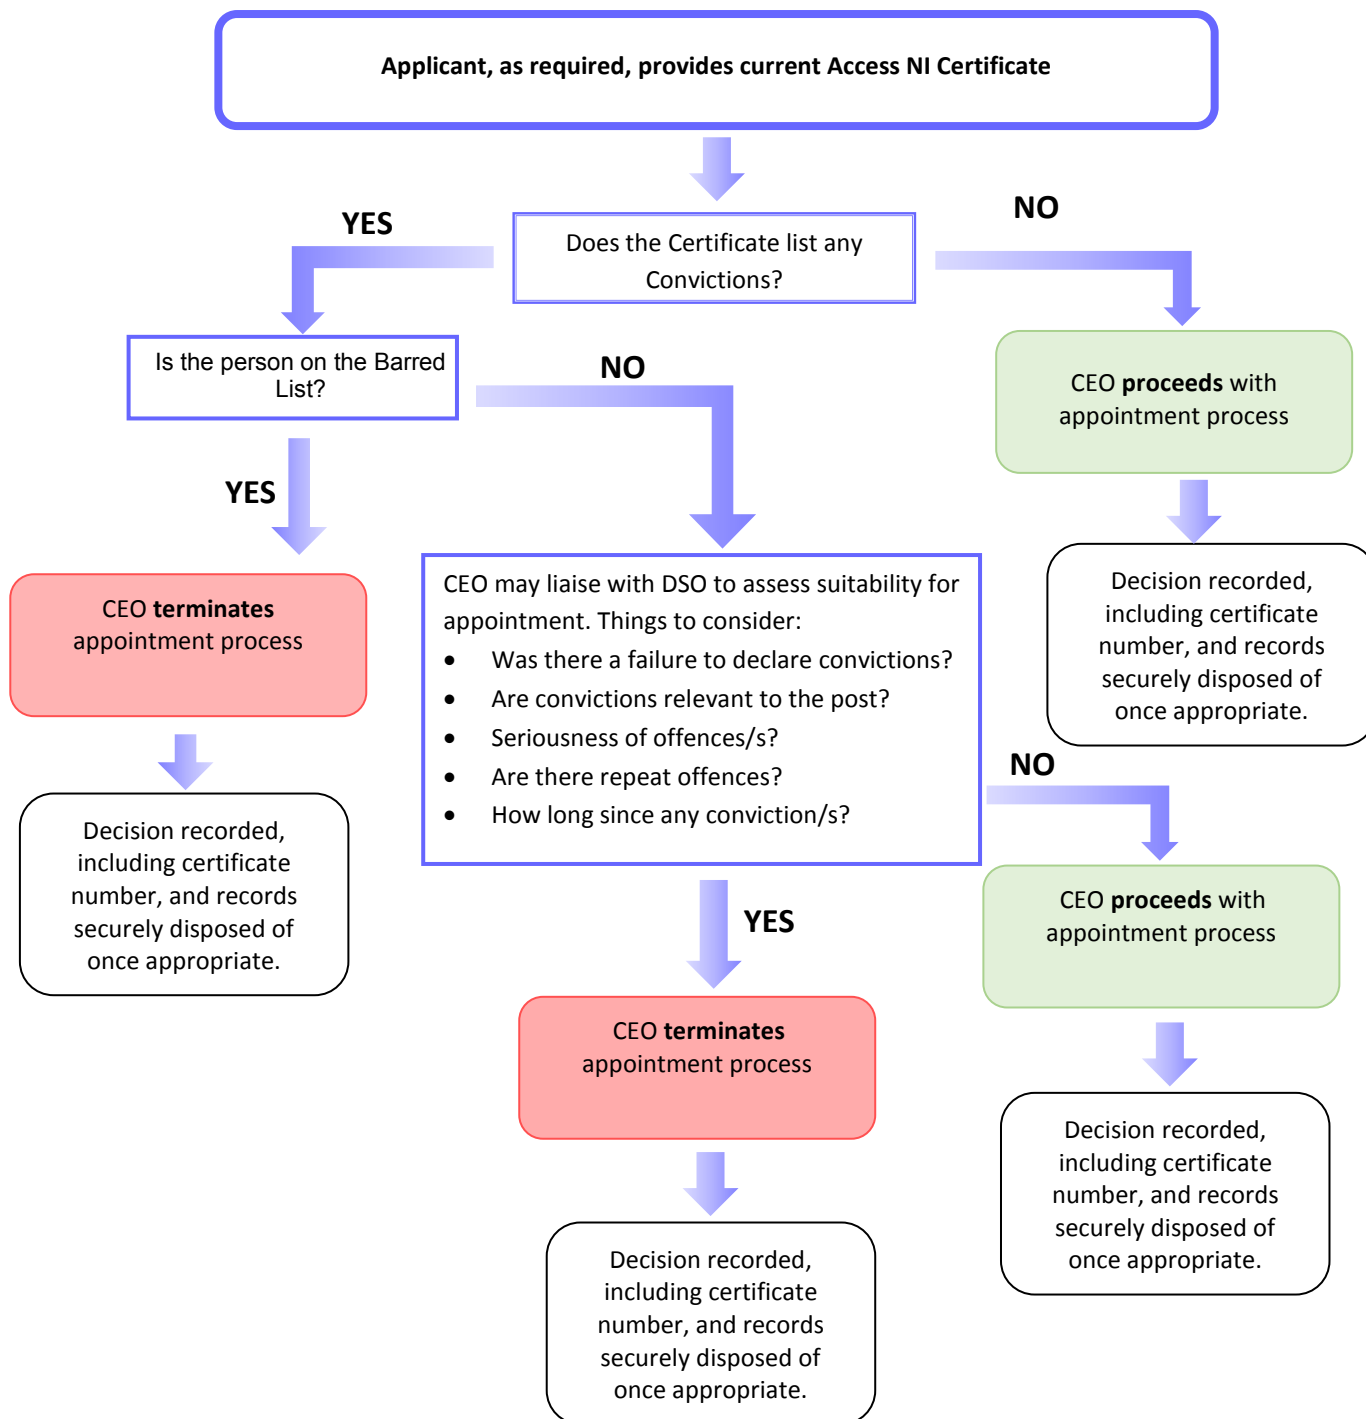 Applicant, as required, provides current Access NI Certificate
YES
NO
Does the Certificate list any
Convictions?
Is the person on the Barred
List?
NO
CEO proceeds with
appointment process
YES
Decision recorded,
including certificate
number, and records
securely disposed of
once appropriate.
CEO terminates
appointment process
CEO may liaise with DSO to assess suitability for
appointment. Things to consider:
• Was there a failure to declare convictions?
• Are convictions relevant to the post?
• Seriousness of offences/s?
• Are there repeat offences?
• How long since any conviction/s?
NO
Decision recorded,
including certificate
number, and records
securely disposed of
once appropriate.
YES
CEO proceeds with
appointment process
CEO terminates
appointment process
Decision recorded,
including certificate
number, and records
securely disposed of
once appropriate.
Decision recorded,
including certificate
number, and records
securely disposed of
once appropriate.